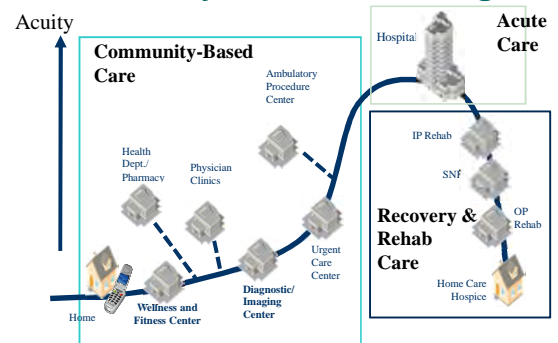 Acuity
Community-Based
Care
Hospital
Acute
Care
Ambulatory
Procedure
Center
Health
Dept./
Pharmacy
Physician
Clinics
IP Rehab
SNF
Recovery &
Rehab
Care
OP
Rehab
Urgent
Care
Center
Home Care
Hospice
Diagnostic/
Imaging
Center
Wellness and
Fitness Center
Home